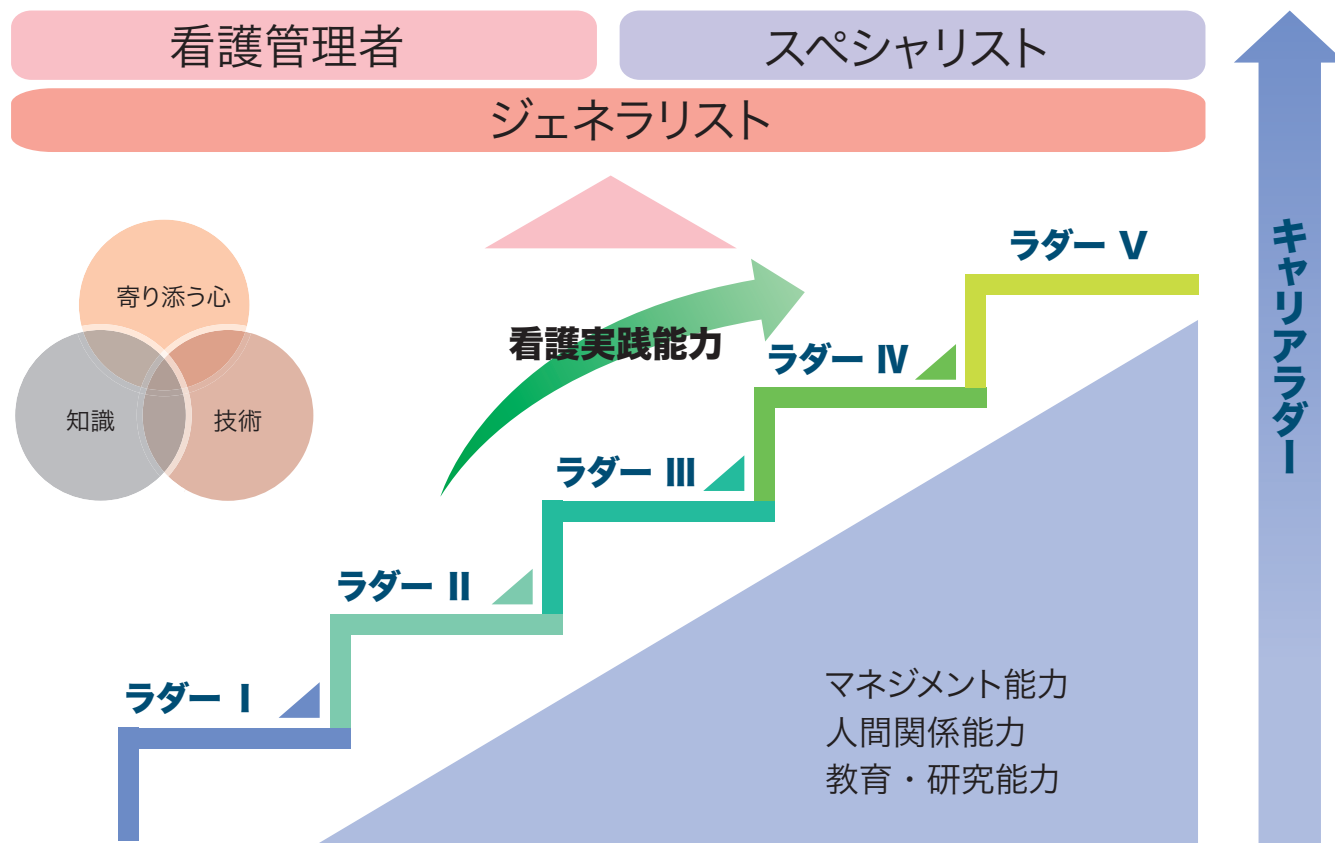 看護管理者
スペシャリスト
ジェネラリスト
キャリアラダー
寄り添う心
知識
技術
看護実践能力
ラダー Ⅴ
ラダー Ⅳ
ラダー Ⅲ
ラダー Ⅱ
ラダー Ⅰ
マネジメント能力
人間関係能力
教育・研究能力